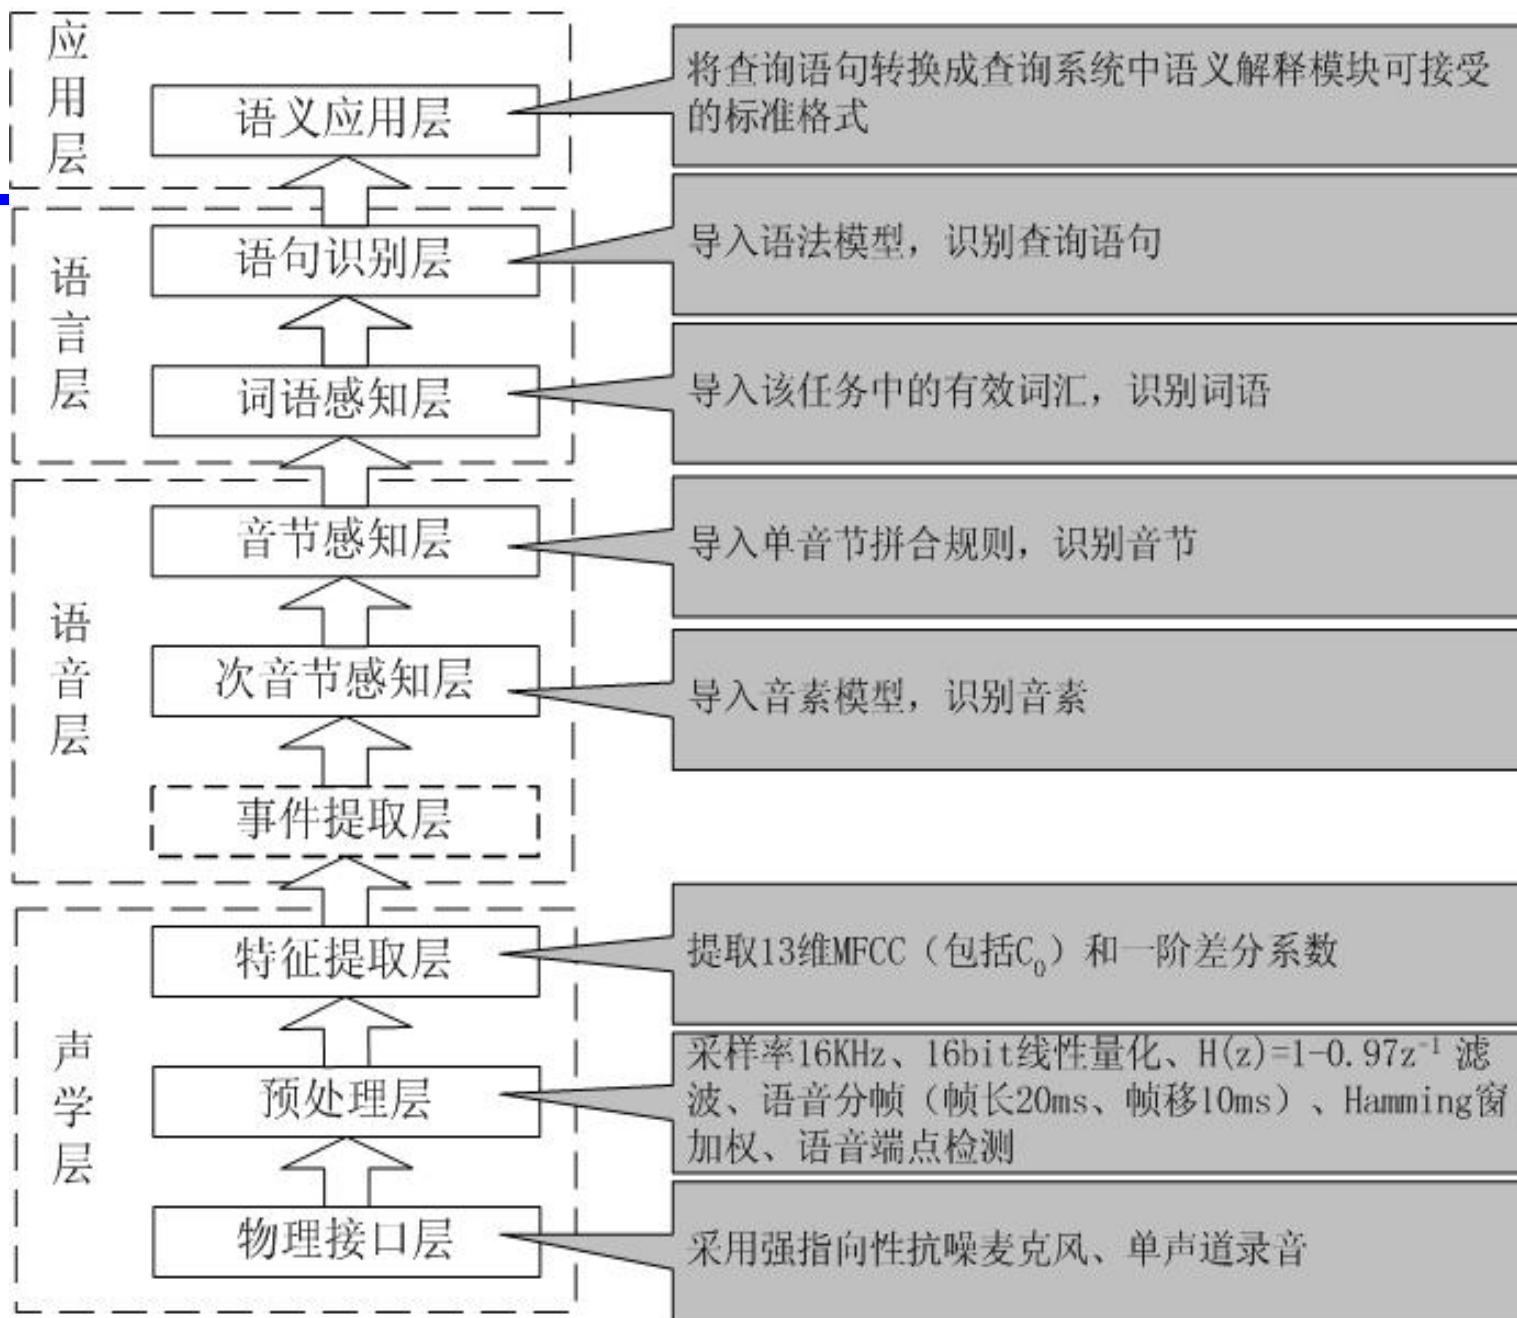 应用层
语义应用层
将查询语句转换成查询系统中语义解释模块可接受
的标准格式
语言层
语句识别层
导入语法模型，识别查询语句
词语感知层
导入该任务中的有效词汇，识别词语
语音层
音节感知层
导入单音节拼合规则，识别音节
次音节感知层
导入音素模型，识别音素
事件提取层
声学层
特征提取层
提取13维MFCC（包括C₀）和一阶差分系数
预处理层
采样率16KHz、16bit线性量化、H(z)=1-0.97z⁻¹ 滤
波、语音分帧（帧长20ms、帧移10ms）、Hamming窗
加权、语音端点检测
物理接口层
采用强指向性抗噪麦克风、单声道录音